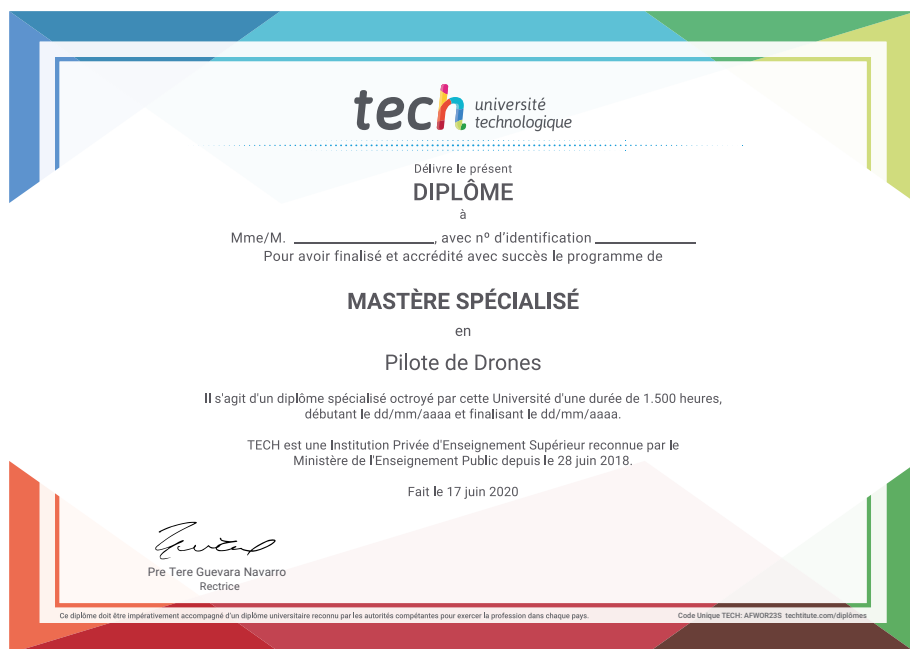 tech université
technologique
Délivre le présent
DIPLÔME
à
Mme/M. ________________, avec nº d'identification ____________
Pour avoir finalisé et accrédité avec succès le programme de
MASTÈRE SPÉCIALISÉ
en
Pilote de Drones
Il s'agit d'un diplôme spécialisé octroyé par cette Université d'une durée de 1.500 heures,
débutant le dd/mm/aaaa et finalisant le dd/mm/aaaa.
TECH est une Institution Privée d'Enseignement Supérieur reconnue par le
Ministère de l'Enseignement Public depuis le 28 juin 2018.
Fait le 17 juin 2020
Pre Tere Guevara Navarro
Rectrice
Ce diplôme doit être impérativement accompagné d'un diplôme universitaire reconnu par les autorités compétantes pour exercer la profession dans chaque pays.
Code Unique TECH: AFWOR23S techtitute.com/diplômes